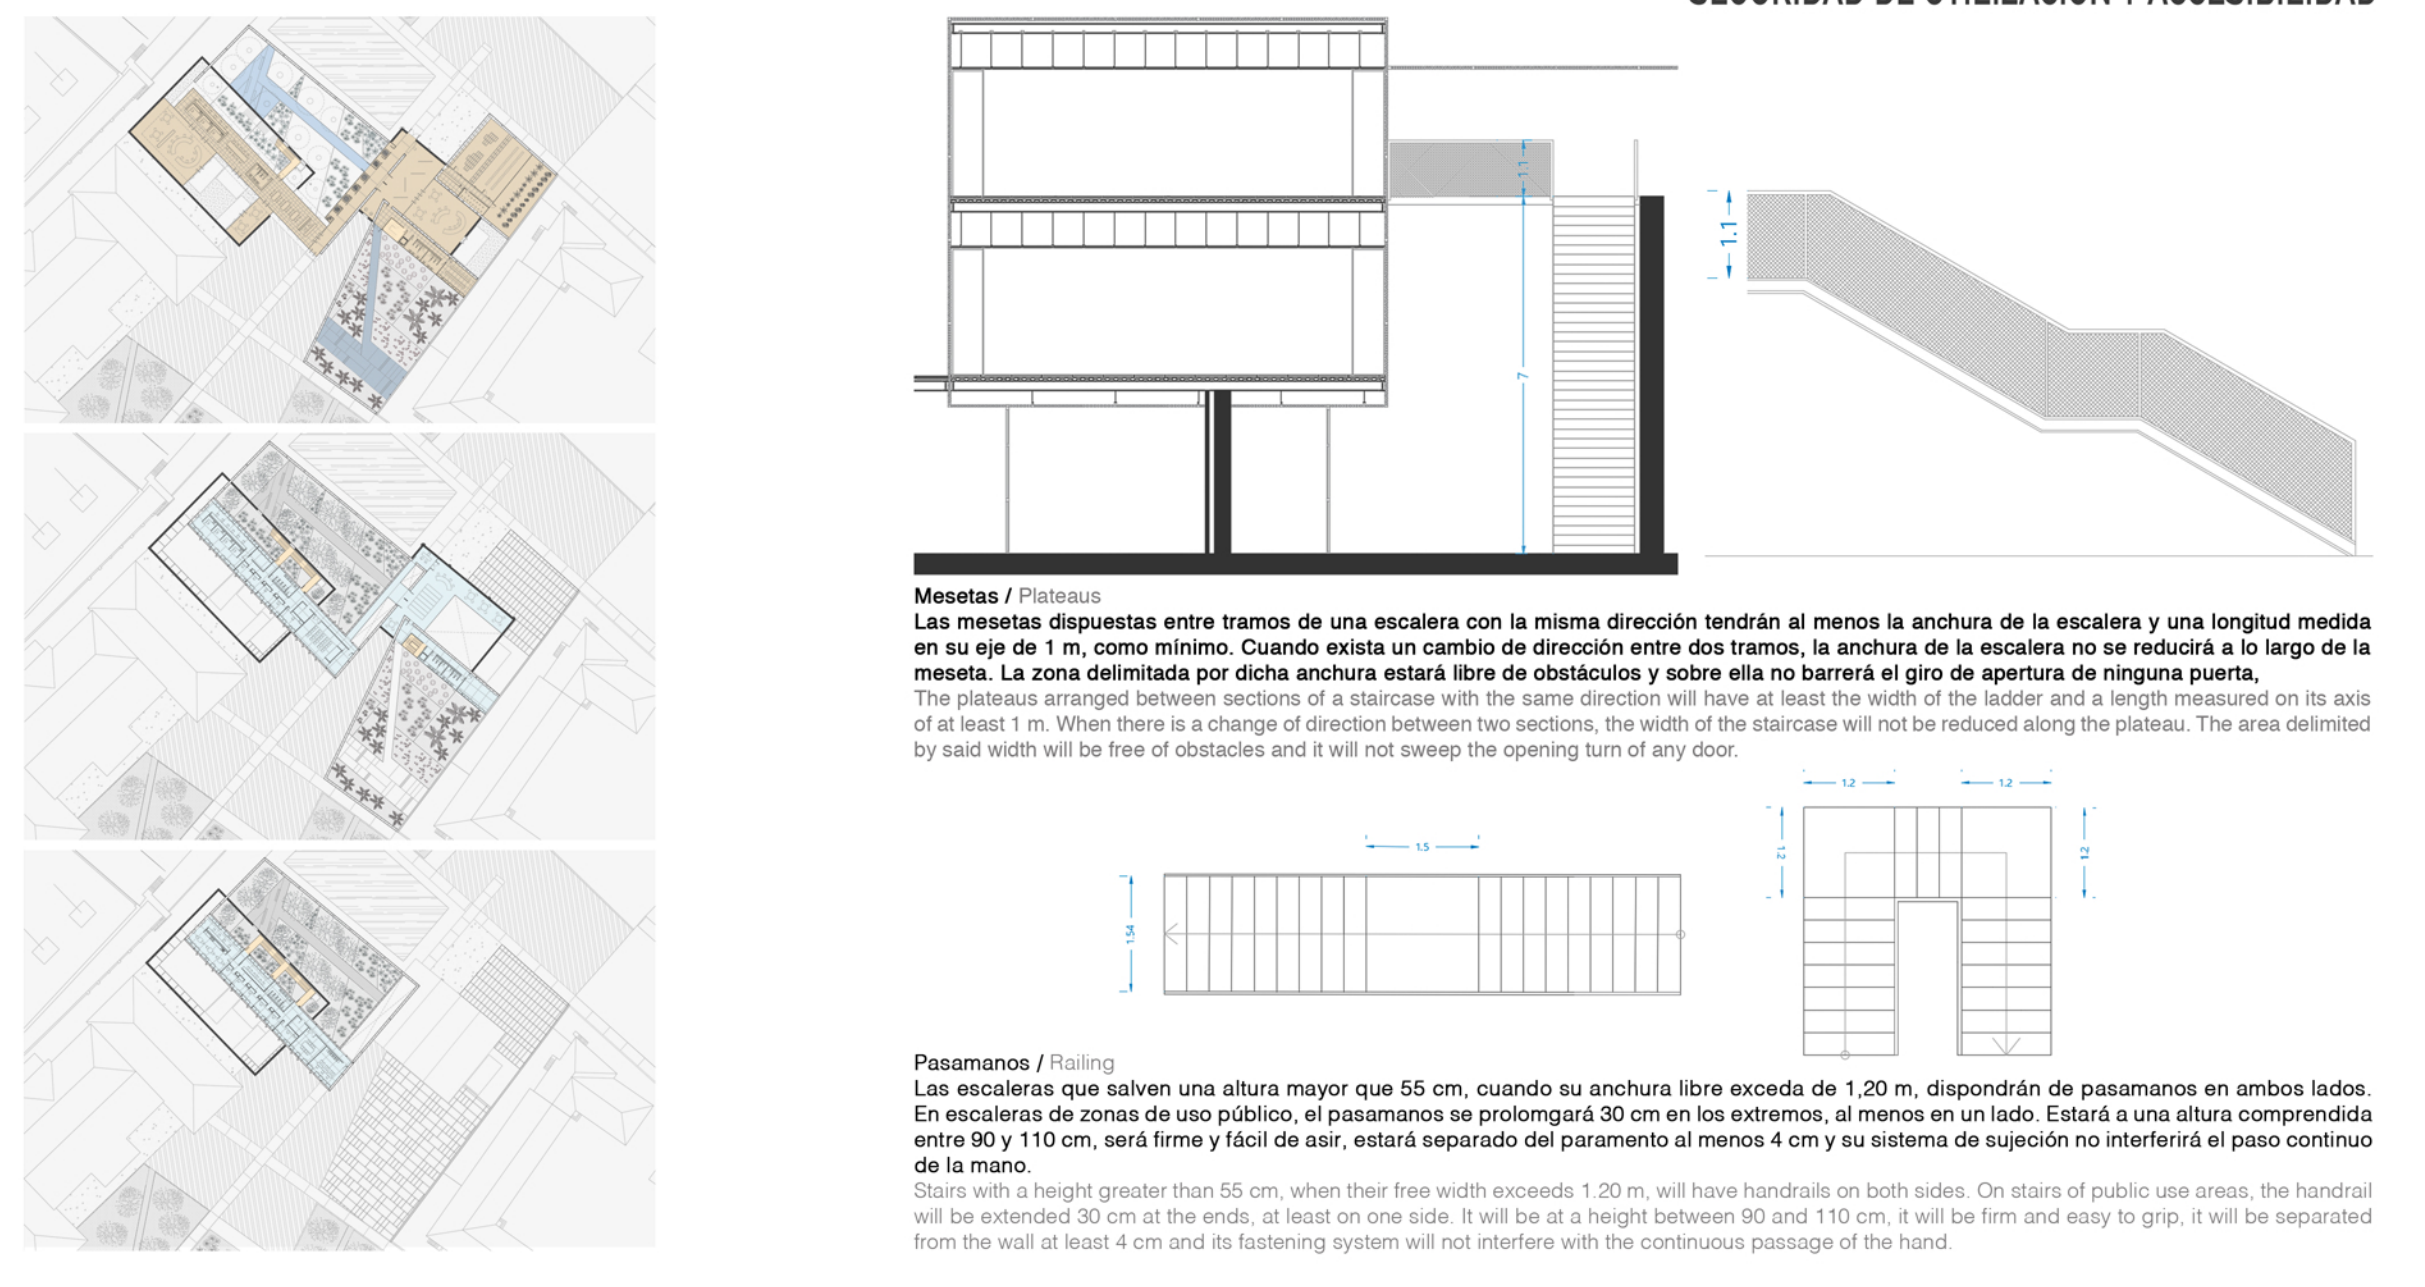 SEGURIDAD DE UTILIZACIÓN Y ACCESIBILIDAD
1.1
7
1.1
Mesetas / Plateaus
Las mesetas dispuestas entre tramos de una escalera con la misma dirección tendrán al menos la anchura de la escalera y una longitud medida
en su eje de 1 m, como mínimo. Cuando exista un cambio de dirección entre dos tramos, la anchura de la escalera no se reducirá a lo largo de la
meseta. La zona delimitada por dicha anchura estará libre de obstáculos y sobre ella no barrerá el giro de apertura de ninguna puerta,
The plateaus arranged between sections of a staircase with the same direction will have at least the width of the ladder and a length measured on its axis
of at least 1 m. When there is a change of direction between two sections, the width of the staircase will not be reduced along the plateau. The area delimited
by said width will be free of obstacles and it will not sweep the opening turn of any door.
1.2
1.2
1.5
1.2
1.2
1.54
Pasamanos / Railing
Las escaleras que salven una altura mayor que 55 cm, cuando su anchura libre exceda de 1,20 m, dispondrán de pasamanos en ambos lados.
En escaleras de zonas de uso público, el pasamanos se prolomgará 30 cm en los extremos, al menos en un lado. Estará a una altura comprendida
entre 90 y 110 cm, será firme y fácil de asir, estará separado del paramento al menos 4 cm y su sistema de sujeción no interferirá el paso continuo
de la mano.
Stairs with a height greater than 55 cm, when their free width exceeds 1.20 m, will have handrails on both sides. On stairs of public use areas, the handrail
will be extended 30 cm at the ends, at least on one side. It will be at a height between 90 and 110 cm, it will be firm and easy to grip, it will be separated
from the wall at least 4 cm and its fastening system will not interfere with the continuous passage of the hand.